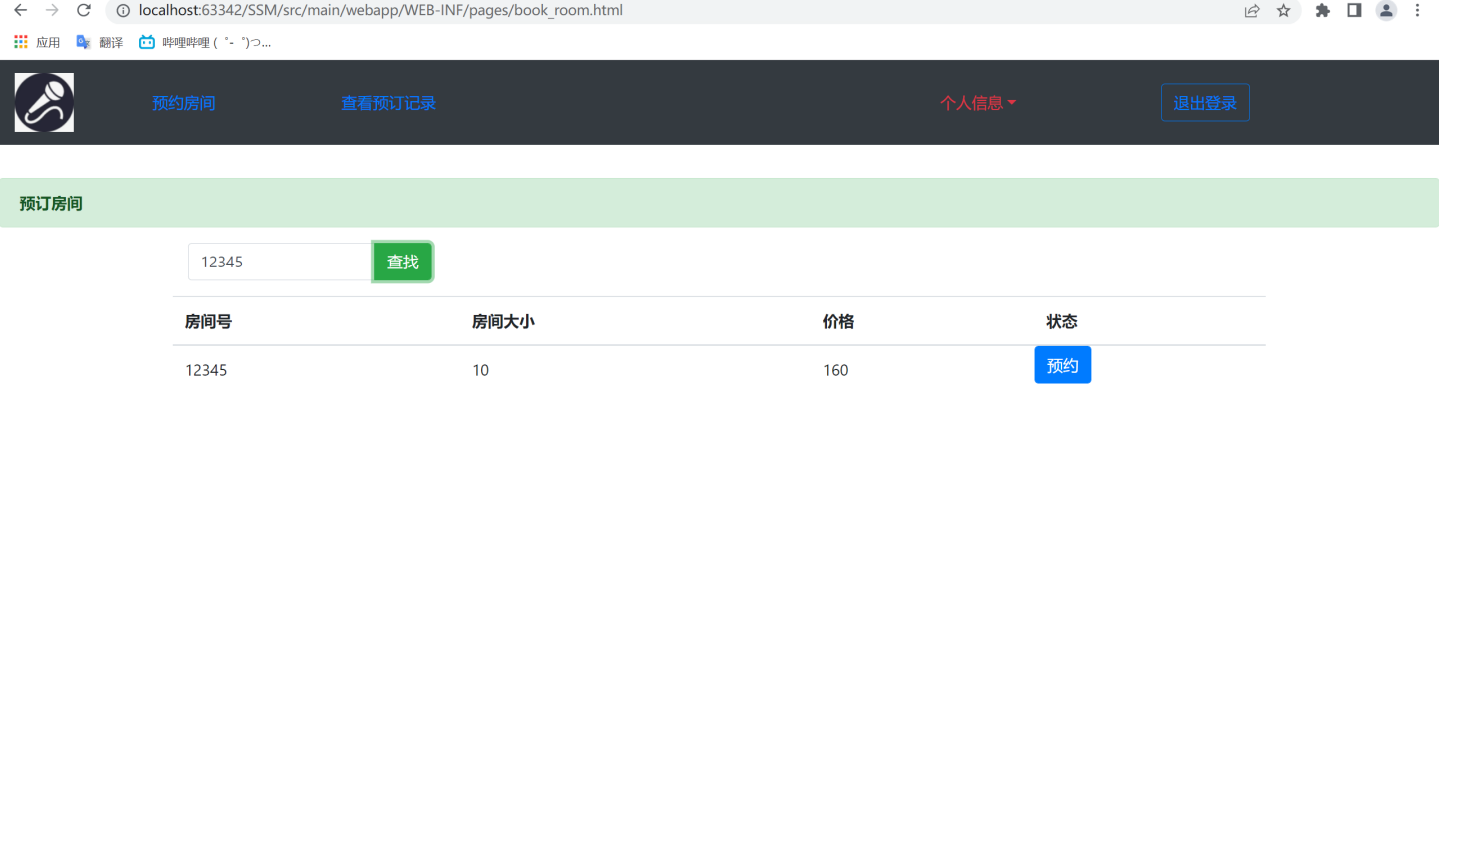 localhost:63342/SSM/src/main/webapp/WEB-INF/pages/book_room.html
应用 翻译 哔哩哔哩 ( ゜- ゜)つ...
预约房间 查看预订记录 个人信息 退出登录
预订房间
12345 查找
房间号 房间大小 价格 状态
12345 10 160 预约